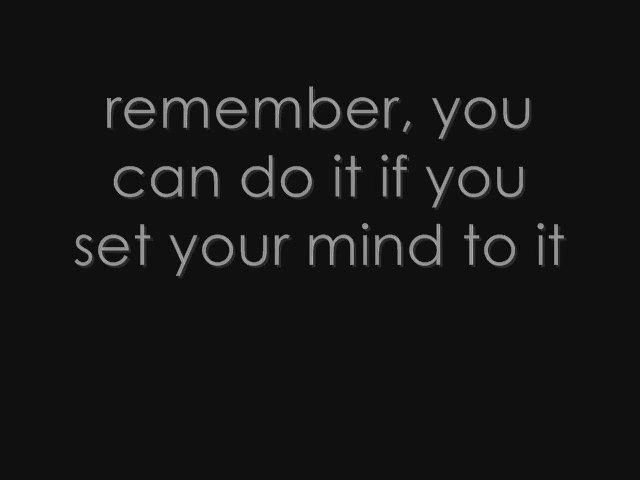 remember, you
can do it if you
set your mind to it